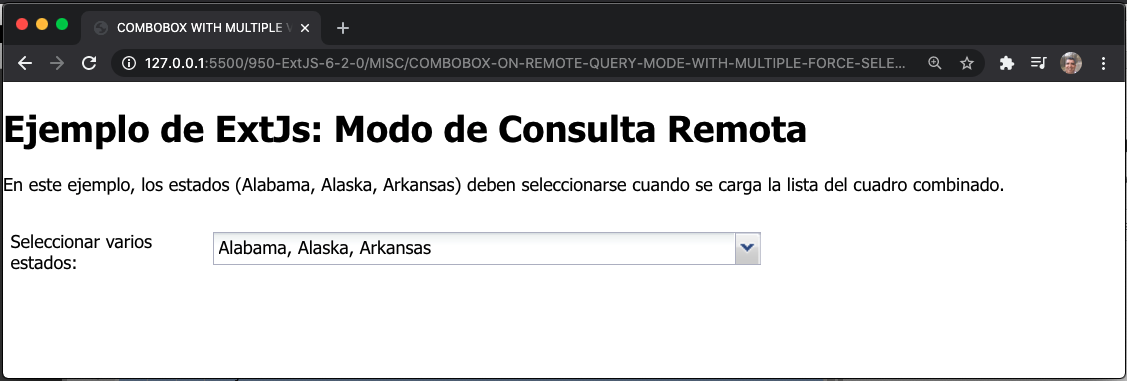 COMBOBOX WITH MULTIPLE V
127.0.0.1:5500/950-ExtJS-6-2-0/MISC/COMBOBOX-ON-REMOTE-QUERY-MODE-WITH-MULTIPLE-FORCE-SELE...
Ejemplo de ExtJs: Modo de Consulta Remota
En este ejemplo, los estados (Alabama, Alaska, Arkansas) deben seleccionarse cuando se carga la lista del cuadro combinado.
Seleccionar varios
estados:
Alabama, Alaska, Arkansas